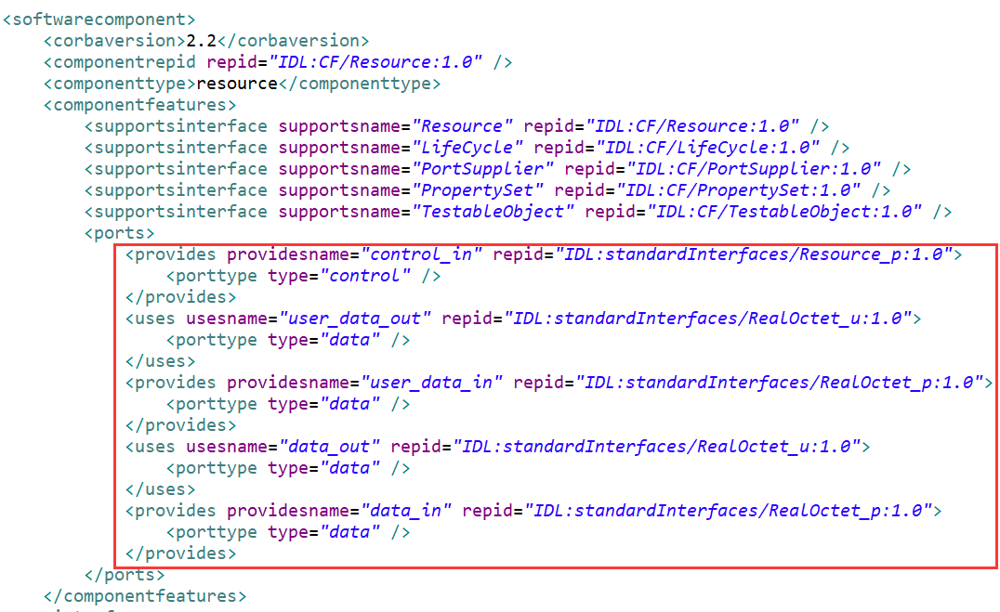 <softwarecomponent>
<corbaversion>2.2</corbaversion>
<componentrepid repid="IDL:CF/Resource:1.0" />
<componenttype>resource</componenttype>
<componentfeatures>
<supportsinterface supportsname="Resource" repid="IDL:CF/Resource:1.0" />
<supportsinterface supportsname="LifeCycle" repid="IDL:CF/LifeCycle:1.0" />
<supportsinterface supportsname="PortSupplier" repid="IDL:CF/PortSupplier:1.0" />
<supportsinterface supportsname="PropertySet" repid="IDL:CF/PropertySet:1.0" />
<supportsinterface supportsname="TestableObject" repid="IDL:CF/TestableObject:1.0" />
<ports>
<provides providesname="control_in" repid="IDL:standardInterfaces/Resource_p:1.0">
<porttype type="control" />
</provides>
<uses usesname="user_data_out" repid="IDL:standardInterfaces/RealOctet_u:1.0">
<porttype type="data" />
</uses>
<provides providesname="user_data_in" repid="IDL:standardInterfaces/RealOctet_p:1.0">
<porttype type="data" />
</provides>
<uses usesname="data_out" repid="IDL:standardInterfaces/RealOctet_u:1.0">
<porttype type="data" />
</uses>
<provides providesname="data_in" repid="IDL:standardInterfaces/RealOctet_p:1.0">
<porttype type="data" />
</provides>
</ports>
</componentfeatures>